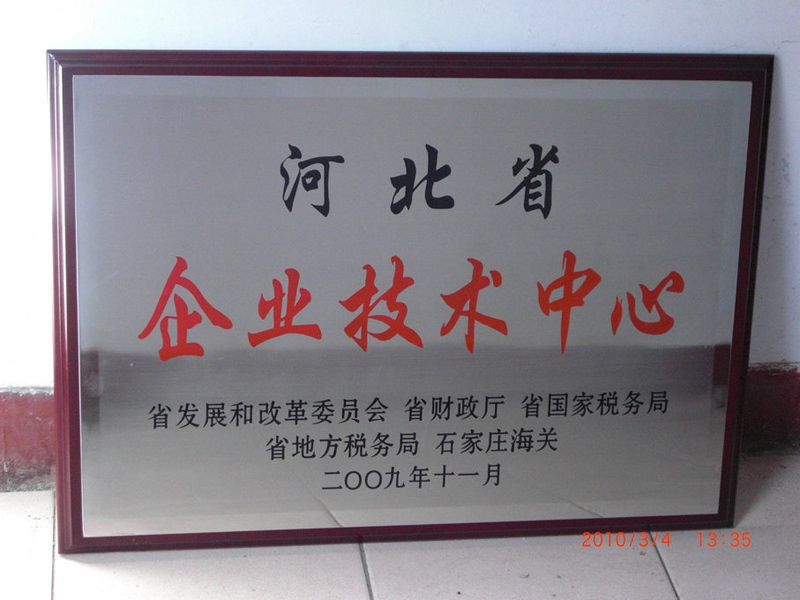 河北省
企业技术中心
省发展和改革委员会 省财政厅 省国家税务局
省地方税务局 石家庄海关
二〇〇九年十一月
2010/3/4 13:35